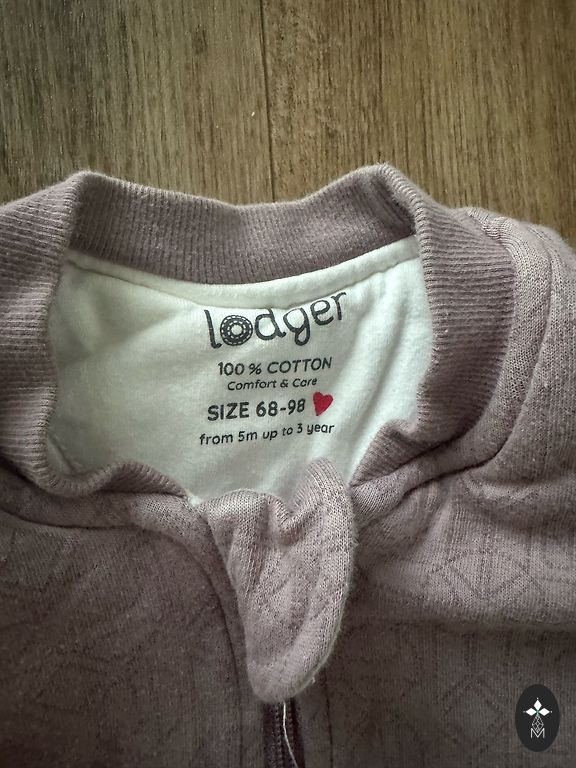 lodger
100 % COTTON
Comfort & Care
SIZE 68-98
from 5m up to 3 year
M